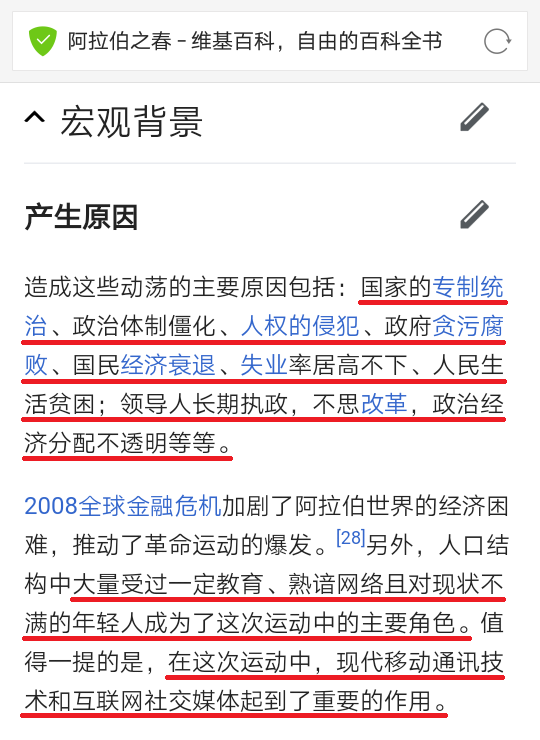 阿拉伯之春 - 维基百科，自由的百科全书
宏观背景
产生原因
造成这些动荡的主要原因包括：国家的专制统
治、政治体制僵化、人权的侵犯、政府贪污腐
败、国民经济衰退、失业率居高不下、人民生
活贫困；领导人长期执政，不思改革，政治经
济分配不透明等等。
2008全球金融危机加剧了阿拉伯世界的经济困
难，推动了革命运动的爆发。[28]另外，人口结
构中大量受过一定教育、熟谙网络且对现状不
满的年轻人成为了这次运动中的主要角色。值
得一提的是，在这次运动中，现代移动通讯技
术和互联网社交媒体起到了重要的作用。